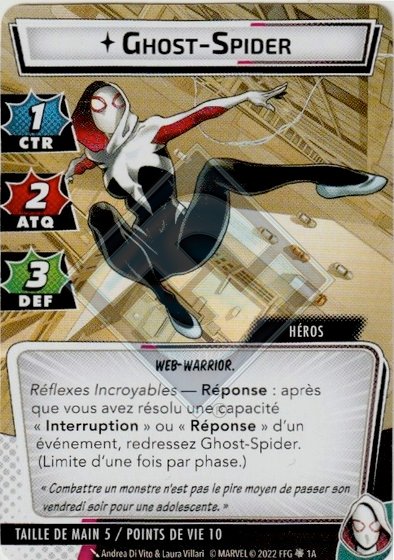 GHOST-SPIDER
1
CTR
2
ATQ
3
DEF
HÉROS
WEB-WARRIOR.
Réflexes Incroyables — Réponse : après
que vous avez résolu une capacité
« Interruption » ou « Réponse » d'un
événement, redressez Ghost-Spider.
(Limite d'une fois par phase.)
« Combattre un monstre n'est pas le pire moyen de passer son
vendredi soir pour une adolescente. »
TAILLE DE MAIN 5 / POINTS DE VIE 10
Andrea Di Vito & Laura Villari © MARVEL © 2022 FFG 1A